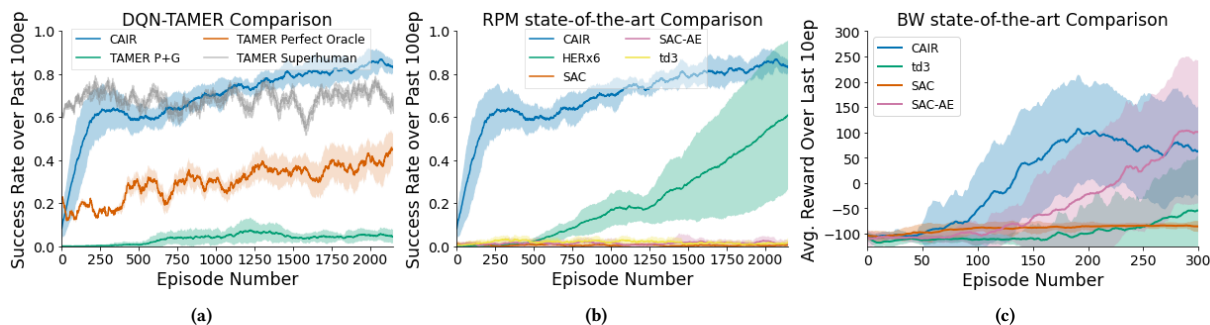 DQN-TAMER Comparison
CAIR
TAMER P+G
TAMER Perfect Oracle
TAMER Superhuman
Success Rate over Past 100ep
1.0
0.8
0.6
0.4
0.2
0.0
0 250 500 750 1000 1250 1500 1750 2000
Episode Number
(a)
RPM state-of-the-art Comparison
CAIR
HERx6
SAC
SAC-AE
td3
Success Rate over Past 100ep
1.0
0.8
0.6
0.4
0.2
0.0
0 250 500 750 1000 1250 1500 1750 2000
Episode Number
(b)
BW state-of-the-art Comparison
CAIR
td3
SAC
SAC-AE
Avg. Reward Over Last 10ep
300
250
200
150
100
50
0
−50
−100
0 50 100 150 200 250 300
Episode Number
(c)